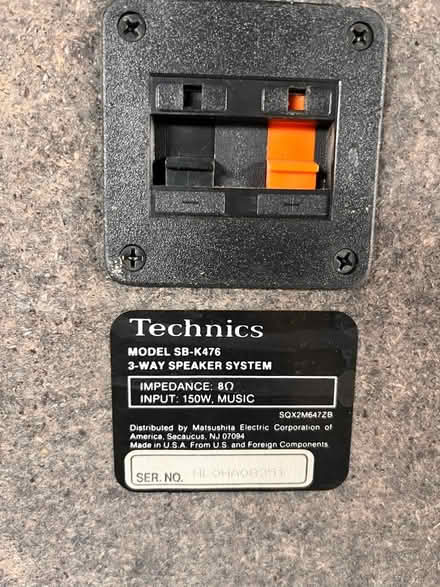 − +
Technics
MODEL SB-K476
3-WAY SPEAKER SYSTEM
IMPEDANCE: 8Ω
INPUT: 150W, MUSIC
SQX2M647ZB
Distributed by Matsushita Electric Corporation of
America, Secaucus, NJ 07094
Made in U.S.A. From U.S. and Foreign Components.
SER. NO.